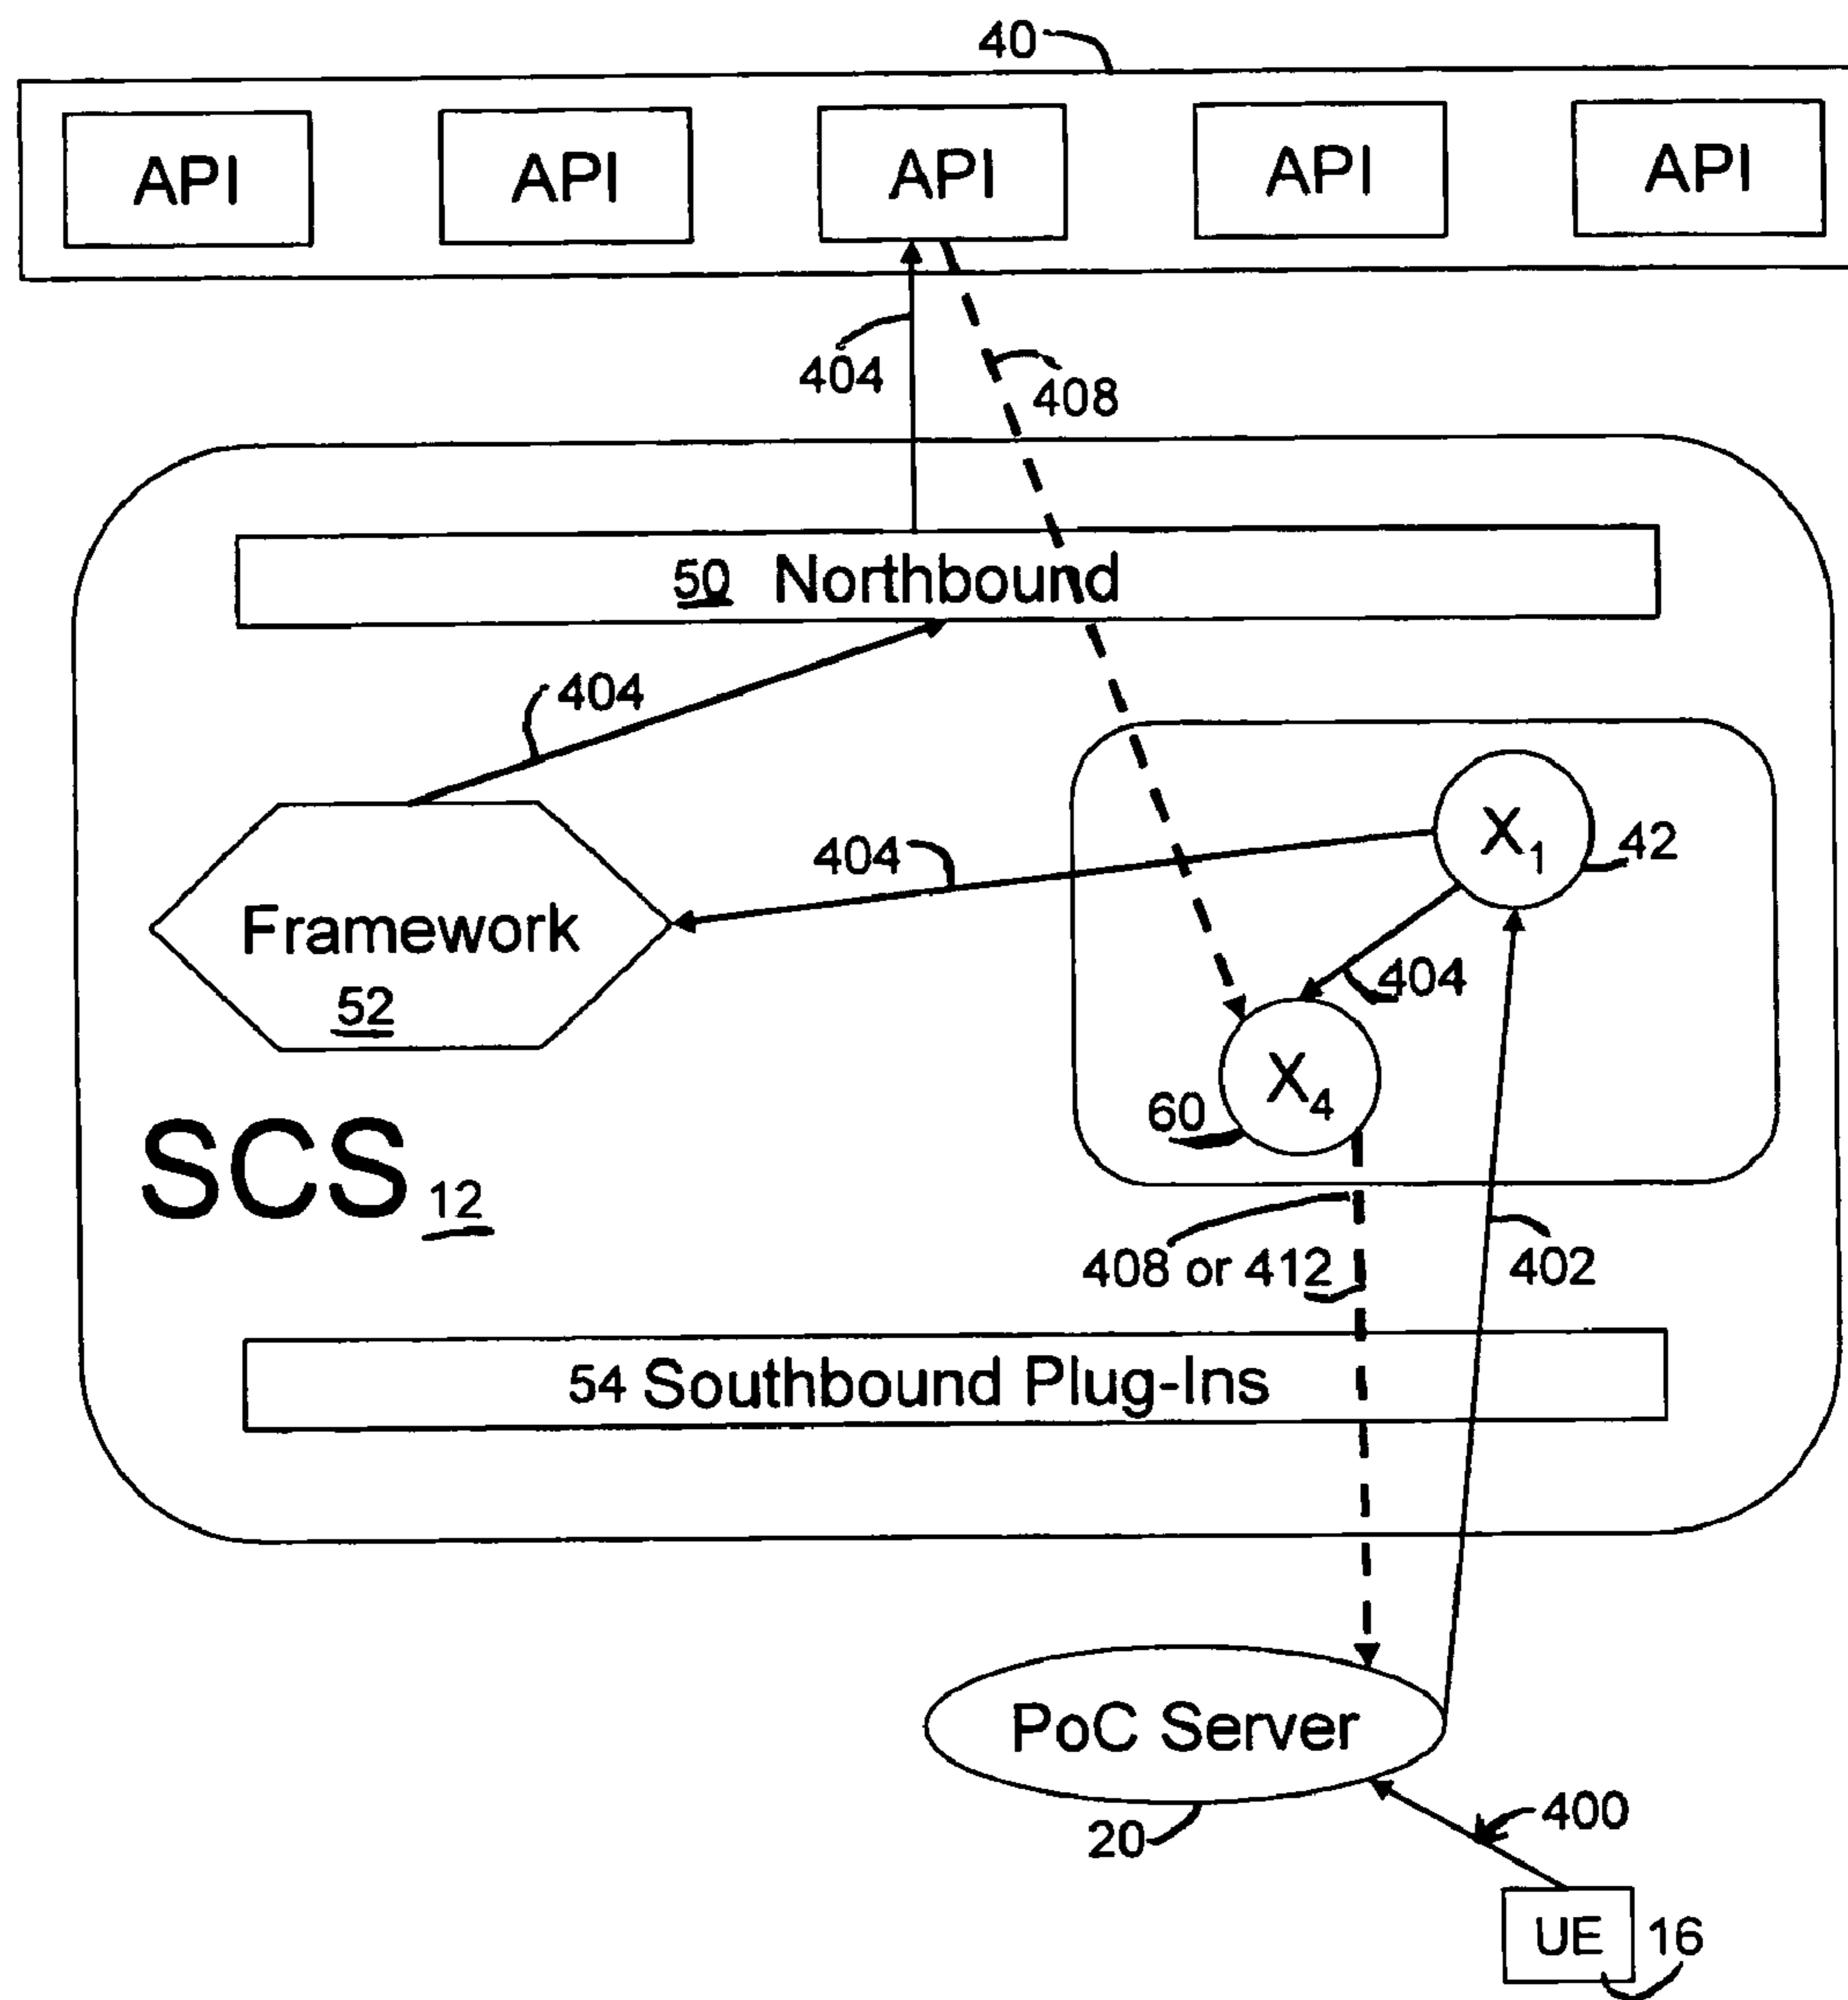 40
API API API API API
404
408
50 Northbound
404
X1
42
404
Framework
52
404
X4
60
SCS 12
408 or 412
402
54 Southbound Plug-Ins
PoC Server
400
20
UE 16